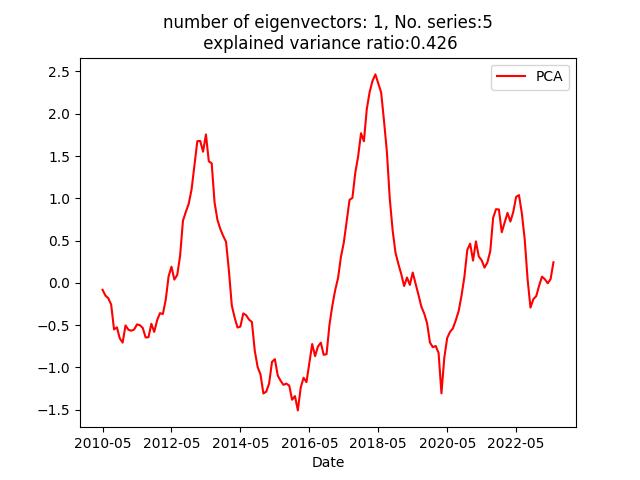 number of eigenvectors: 1, No. series:5
explained variance ratio:0.426
PCA
2.5
2.0
1.5
1.0
0.5
0.0
−0.5
−1.0
−1.5
2010-05 2012-05 2014-05 2016-05 2018-05 2020-05 2022-05
Date